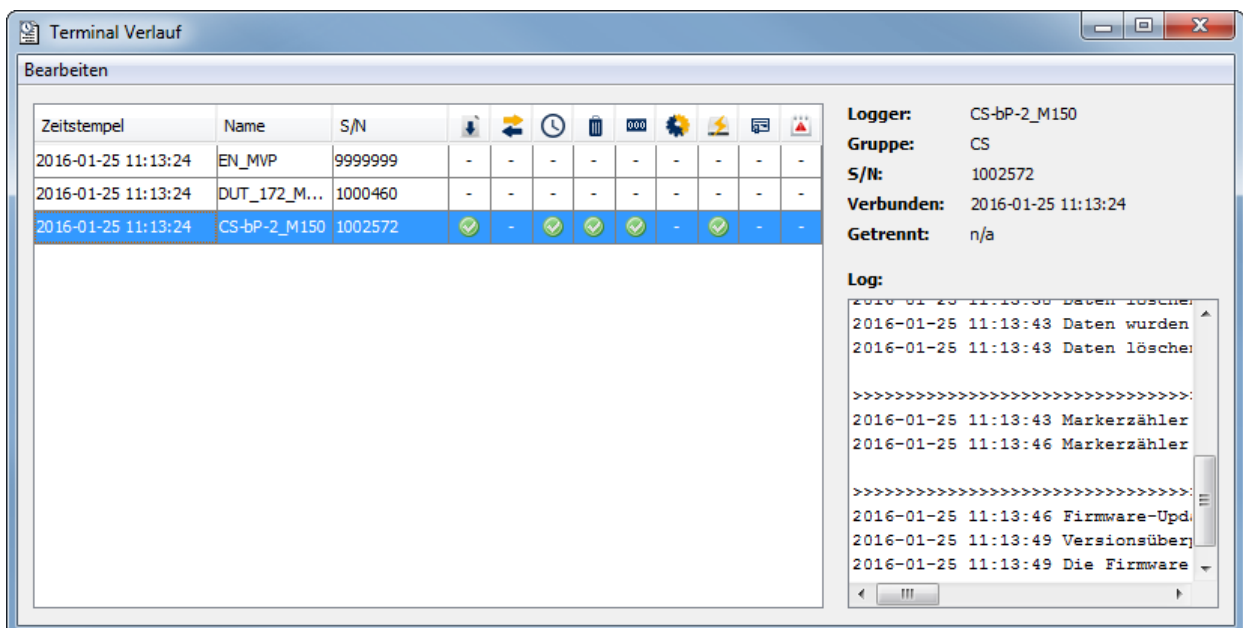 Terminal Verlauf
Bearbeiten
Zeitstempel Name S/N 000
2016-01-25 11:13:24 EN_MVP 9999999 - - - - - - - - -
2016-01-25 11:13:24 DUT_172_M... 1000460 - - - - - - - - -
2016-01-25 11:13:24 CS-bP-2_M150 1002572 - - - -
Logger: CS-bP-2_M150
Gruppe: CS
S/N: 1002572
Verbunden: 2016-01-25 11:13:24
Getrennt: n/a
Log:
Daten
2016-01-25 11:13:43 Daten wurden
2016-01-25 11:13:43 Daten lösche
>>>>>>>>>>>>>>>>>>>>>>>>>>>>>>>>
2016-01-25 11:13:43 Markerzähler
2016-01-25 11:13:46 Markerzähler
>>>>>>>>>>>>>>>>>>>>>>>>>>>>>>>>
2016-01-25 11:13:46 Firmware-Upd
2016-01-25 11:13:49 Versionsüber
2016-01-25 11:13:49 Die Firmware